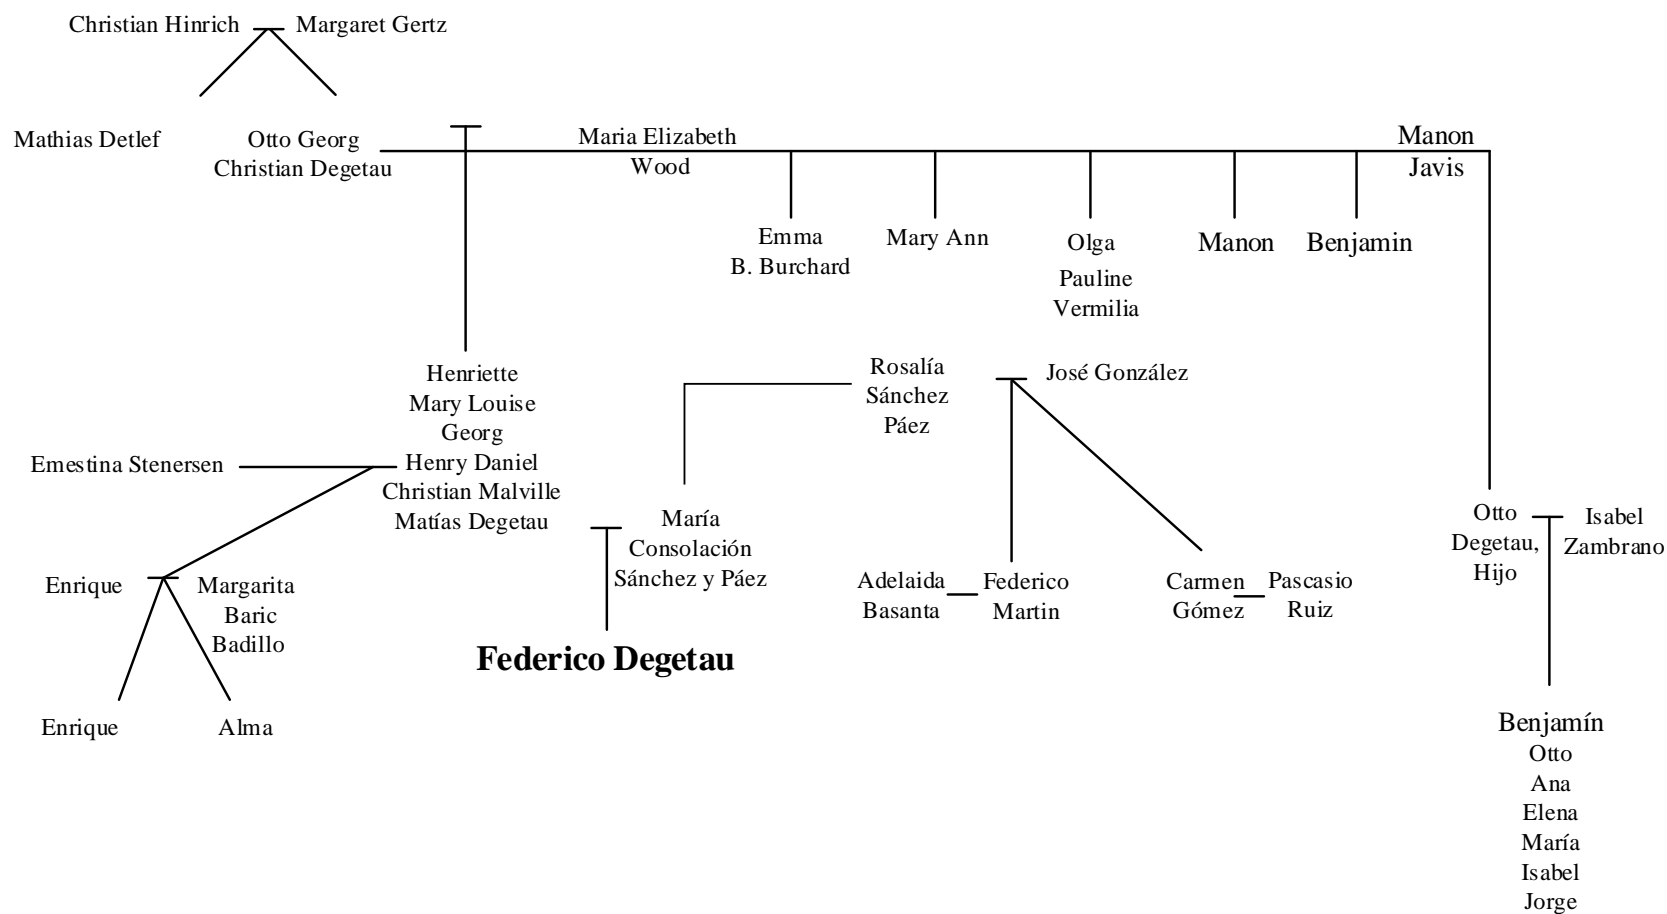 Christian Hinrich
Margaret Gertz
Mathias Detlef
Otto Georg
Christian Degetau
Maria Elizabeth
Wood
Manon
Javis
Emma
B. Burchard
Mary Ann
Olga
Pauline
Vermilia
Manon
Benjamin
Henriette
Mary Louise
Georg
Henry Daniel
Christian Malville
Matías Degetau
Rosalía
Sánchez
Páez
José González
Emestina Stenersen
María
Consolación
Sánchez y Páez
Otto
Degetau,
Hijo
Isabel
Zambrano
Enrique
Margarita
Baric
Badillo
Adelaida
Basanta
Federico
Martin
Carmen
Gómez
Pascasio
Ruiz
Federico Degetau
Enrique
Alma
Benjamín
Otto
Ana
Elena
María
Isabel
Jorge